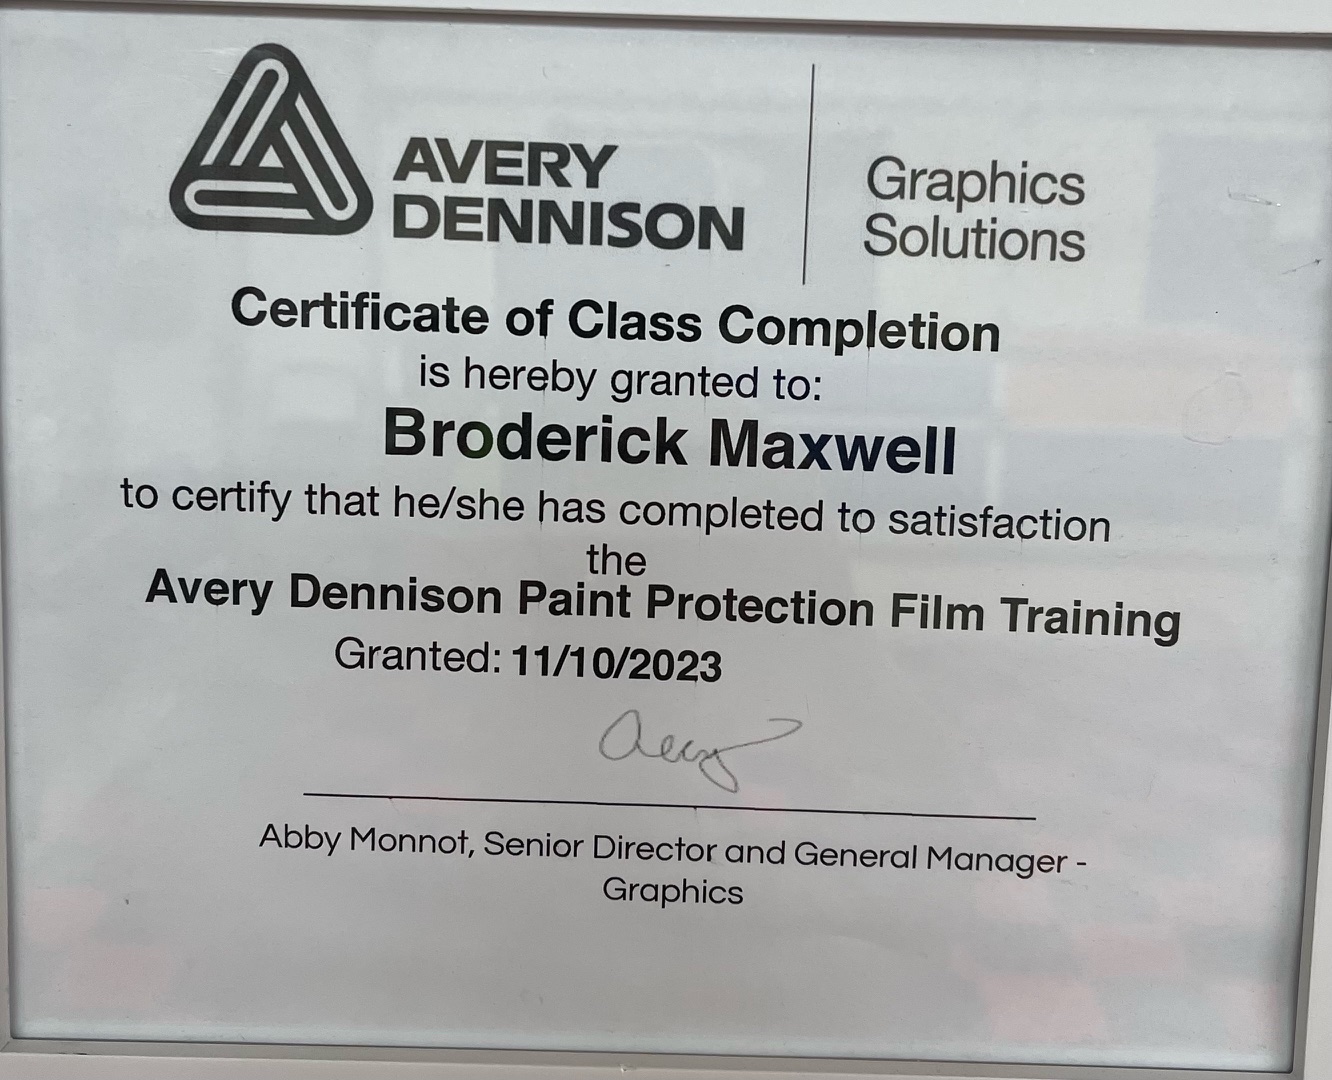 AVERY
DENNISON
Graphics
Solutions
Certificate of Class Completion
is hereby granted to:
Broderick Maxwell
to certify that he/she has completed to satisfaction
the
Avery Dennison Paint Protection Film Training
Granted: 11/10/2023
Abby Monnot, Senior Director and General Manager -
Graphics